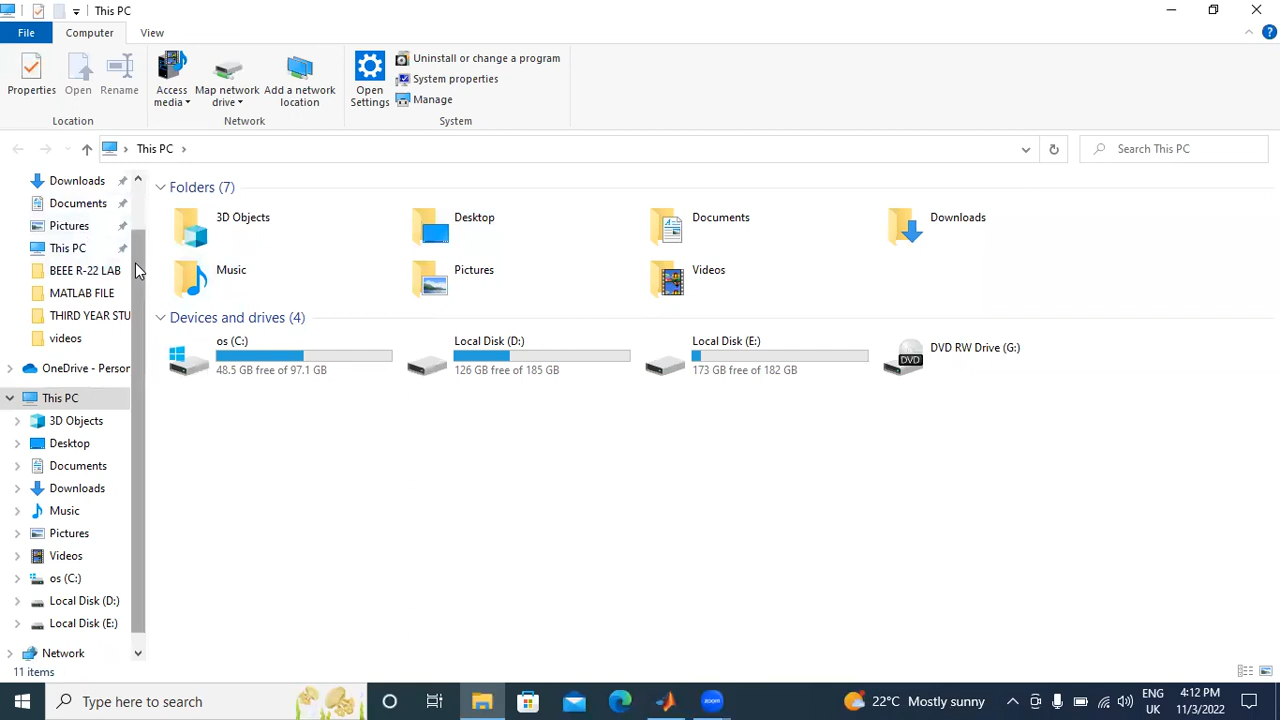 This PC
File Computer View
Properties Open Rename Access media Map network drive Add a network location Open Settings Uninstall or change a program
System properties
Manage
Location Network System
This PC
Search This PC
Downloads
Documents
Pictures
This PC
BEEE R-22 LAB
MATLAB FILE
THIRD YEAR STU
videos
OneDrive - Person
This PC
3D Objects
Desktop
Documents
Downloads
Music
Pictures
Videos
os (C:)
Local Disk (D:)
Local Disk (E:)
Network
Folders (7)
3D Objects Desktop Documents Downloads
Music Pictures Videos
Devices and drives (4)
os (C:)
48.5 GB free of 97.1 GB
Local Disk (D:)
126 GB free of 185 GB
Local Disk (E:)
173 GB free of 182 GB
DVD
DVD RW Drive (G:)
11 items
Type here to search
zoom
22°C Mostly sunny
ENG
UK
4:12 PM
11/3/2022